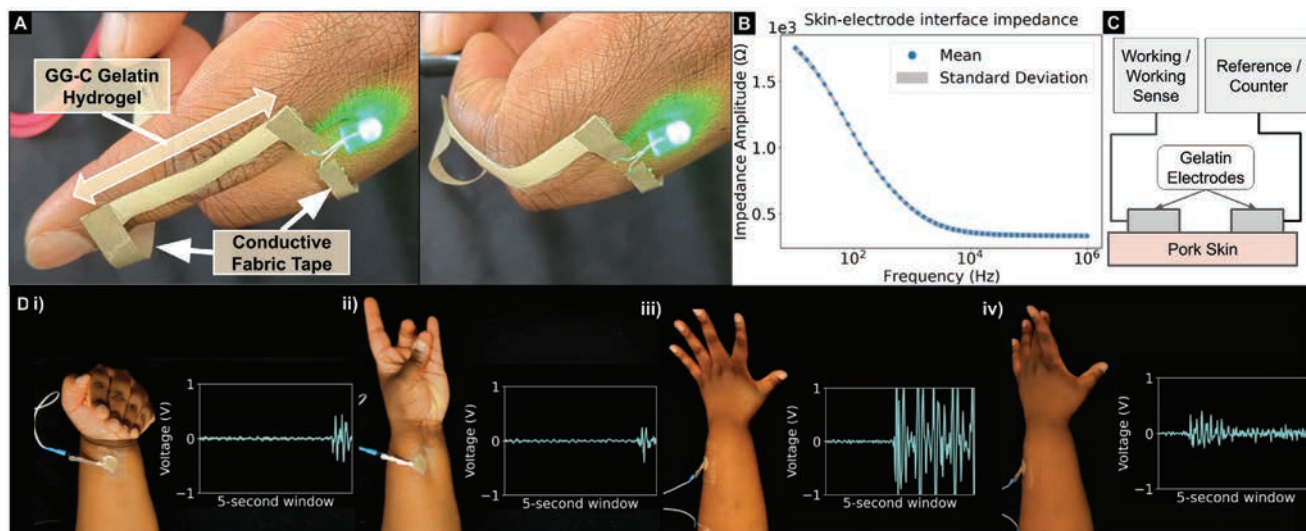 A
GG-C Gelatin
Hydrogel
Conductive
Fabric Tape
B
Skin-electrode interface impedance
1e3
Impedance Amplitude (Ω)
1.5
1.0
0.5
Mean
Standard Deviation
10²
10⁴
10⁶
Frequency (Hz)
C
Working /
Working
Sense
Reference /
Counter
Gelatin
Electrodes
Pork Skin
D i)
Voltage (V)
1
0
−1
5-second window
ii)
Voltage (V)
1
0
−1
5-second window
iii)
Voltage (V)
1
0
−1
5-second window
iv)
Voltage (V)
1
0
−1
5-second window